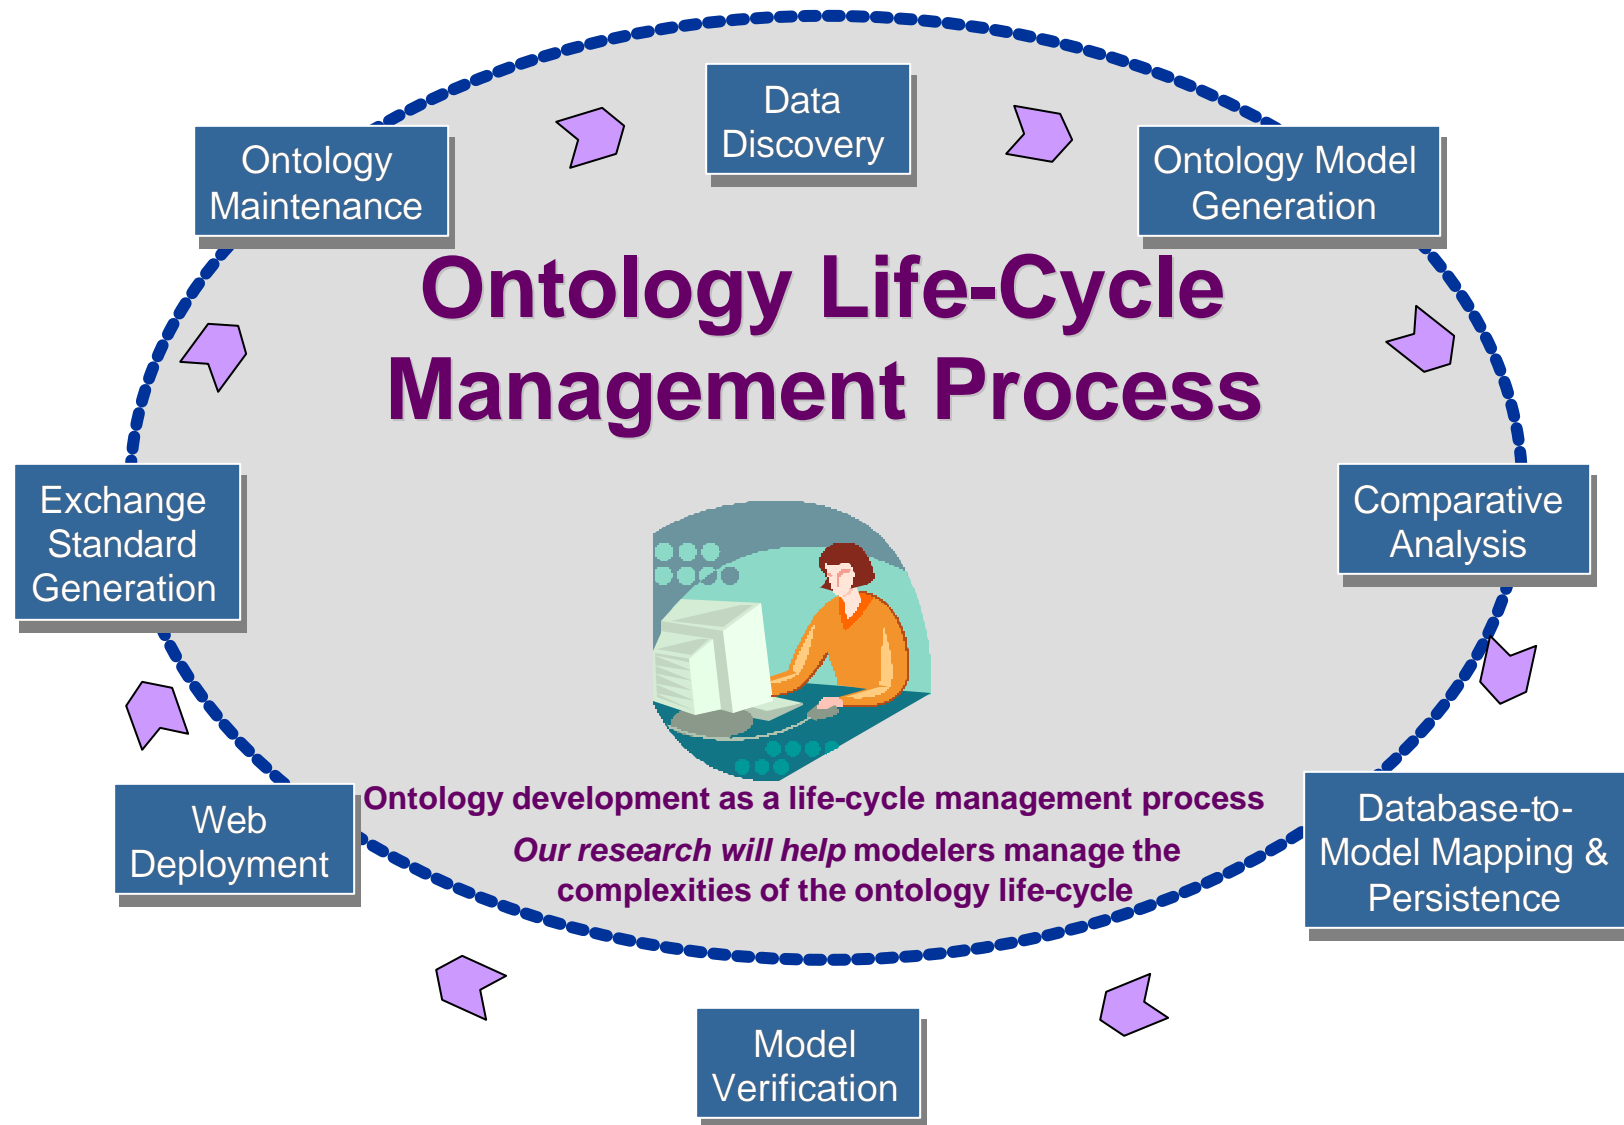 Data
Discovery
Ontology
Maintenance
Ontology Model
Generation
Ontology Life-Cycle
Management Process
Exchange
Standard
Generation
Comparative
Analysis
Web
Deployment
Ontology development as a life-cycle management process
Our research will help modelers manage the
complexities of the ontology life-cycle
Database-to-
Model Mapping &
Persistence
Model
Verification